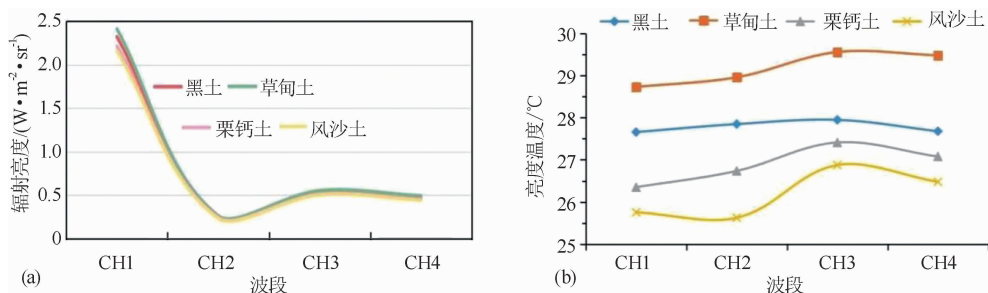 2.5
2.0
1.5
1.0
0.5
0
辐射亮度/(W•m⁻²•sr⁻¹)
黑土 草甸土
栗钙土 风沙土
CH1 CH2 CH3 CH4
波段
(a)
黑土 草甸土 栗钙土 风沙土
30
29
28
27
26
25
亮度温度/℃
CH1 CH2 CH3 CH4
波段
(b)